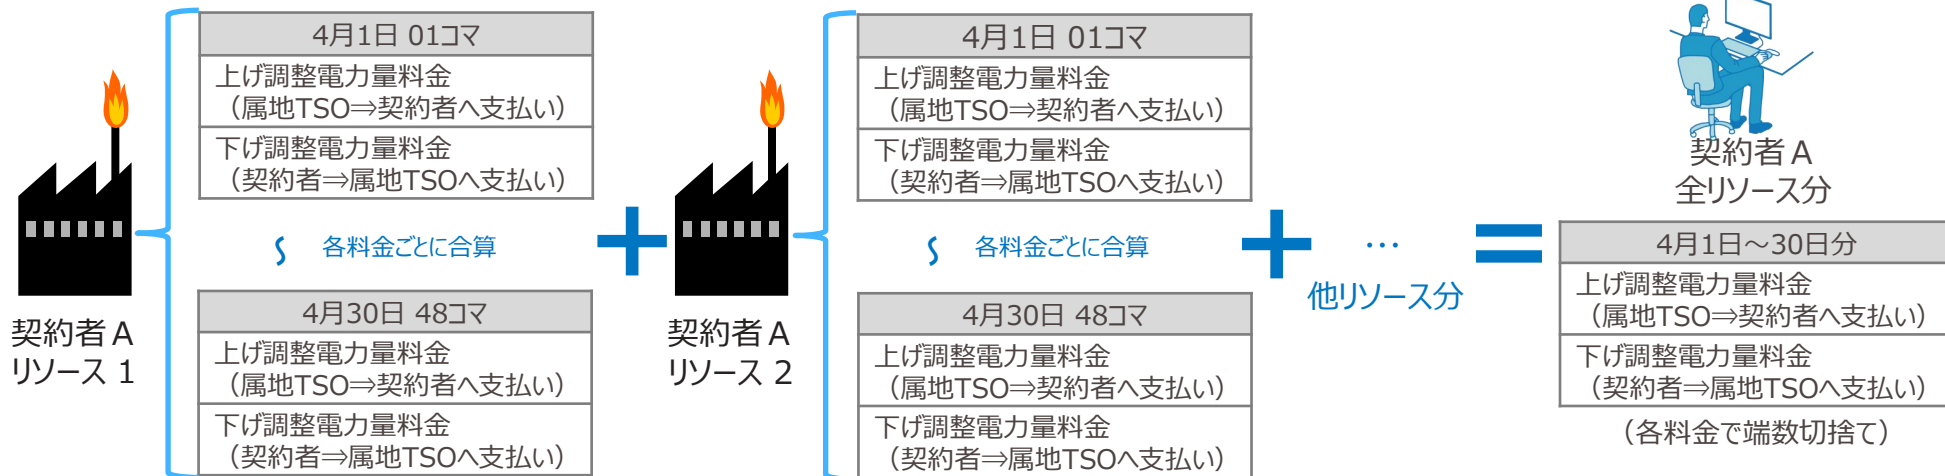 4月1日 01コマ
上げ調整電力量料金
（属地TSO⇒契約者へ支払い）
下げ調整電力量料金
（契約者⇒属地TSOへ支払い）
～ 各料金ごとに合算
4月30日 48コマ
上げ調整電力量料金
（属地TSO⇒契約者へ支払い）
下げ調整電力量料金
（契約者⇒属地TSOへ支払い）
契約者Ａ
リソース 1
＋
4月1日 01コマ
上げ調整電力量料金
（属地TSO⇒契約者へ支払い）
下げ調整電力量料金
（契約者⇒属地TSOへ支払い）
～ 各料金ごとに合算
4月30日 48コマ
上げ調整電力量料金
（属地TSO⇒契約者へ支払い）
下げ調整電力量料金
（契約者⇒属地TSOへ支払い）
契約者Ａ
リソース 2
＋ …
他リソース分
＝
契約者Ａ
全リソース分
4月1日～30日分
上げ調整電力量料金
（属地TSO⇒契約者へ支払い）
下げ調整電力量料金
（契約者⇒属地TSOへ支払い）
（各料金で端数切捨て）